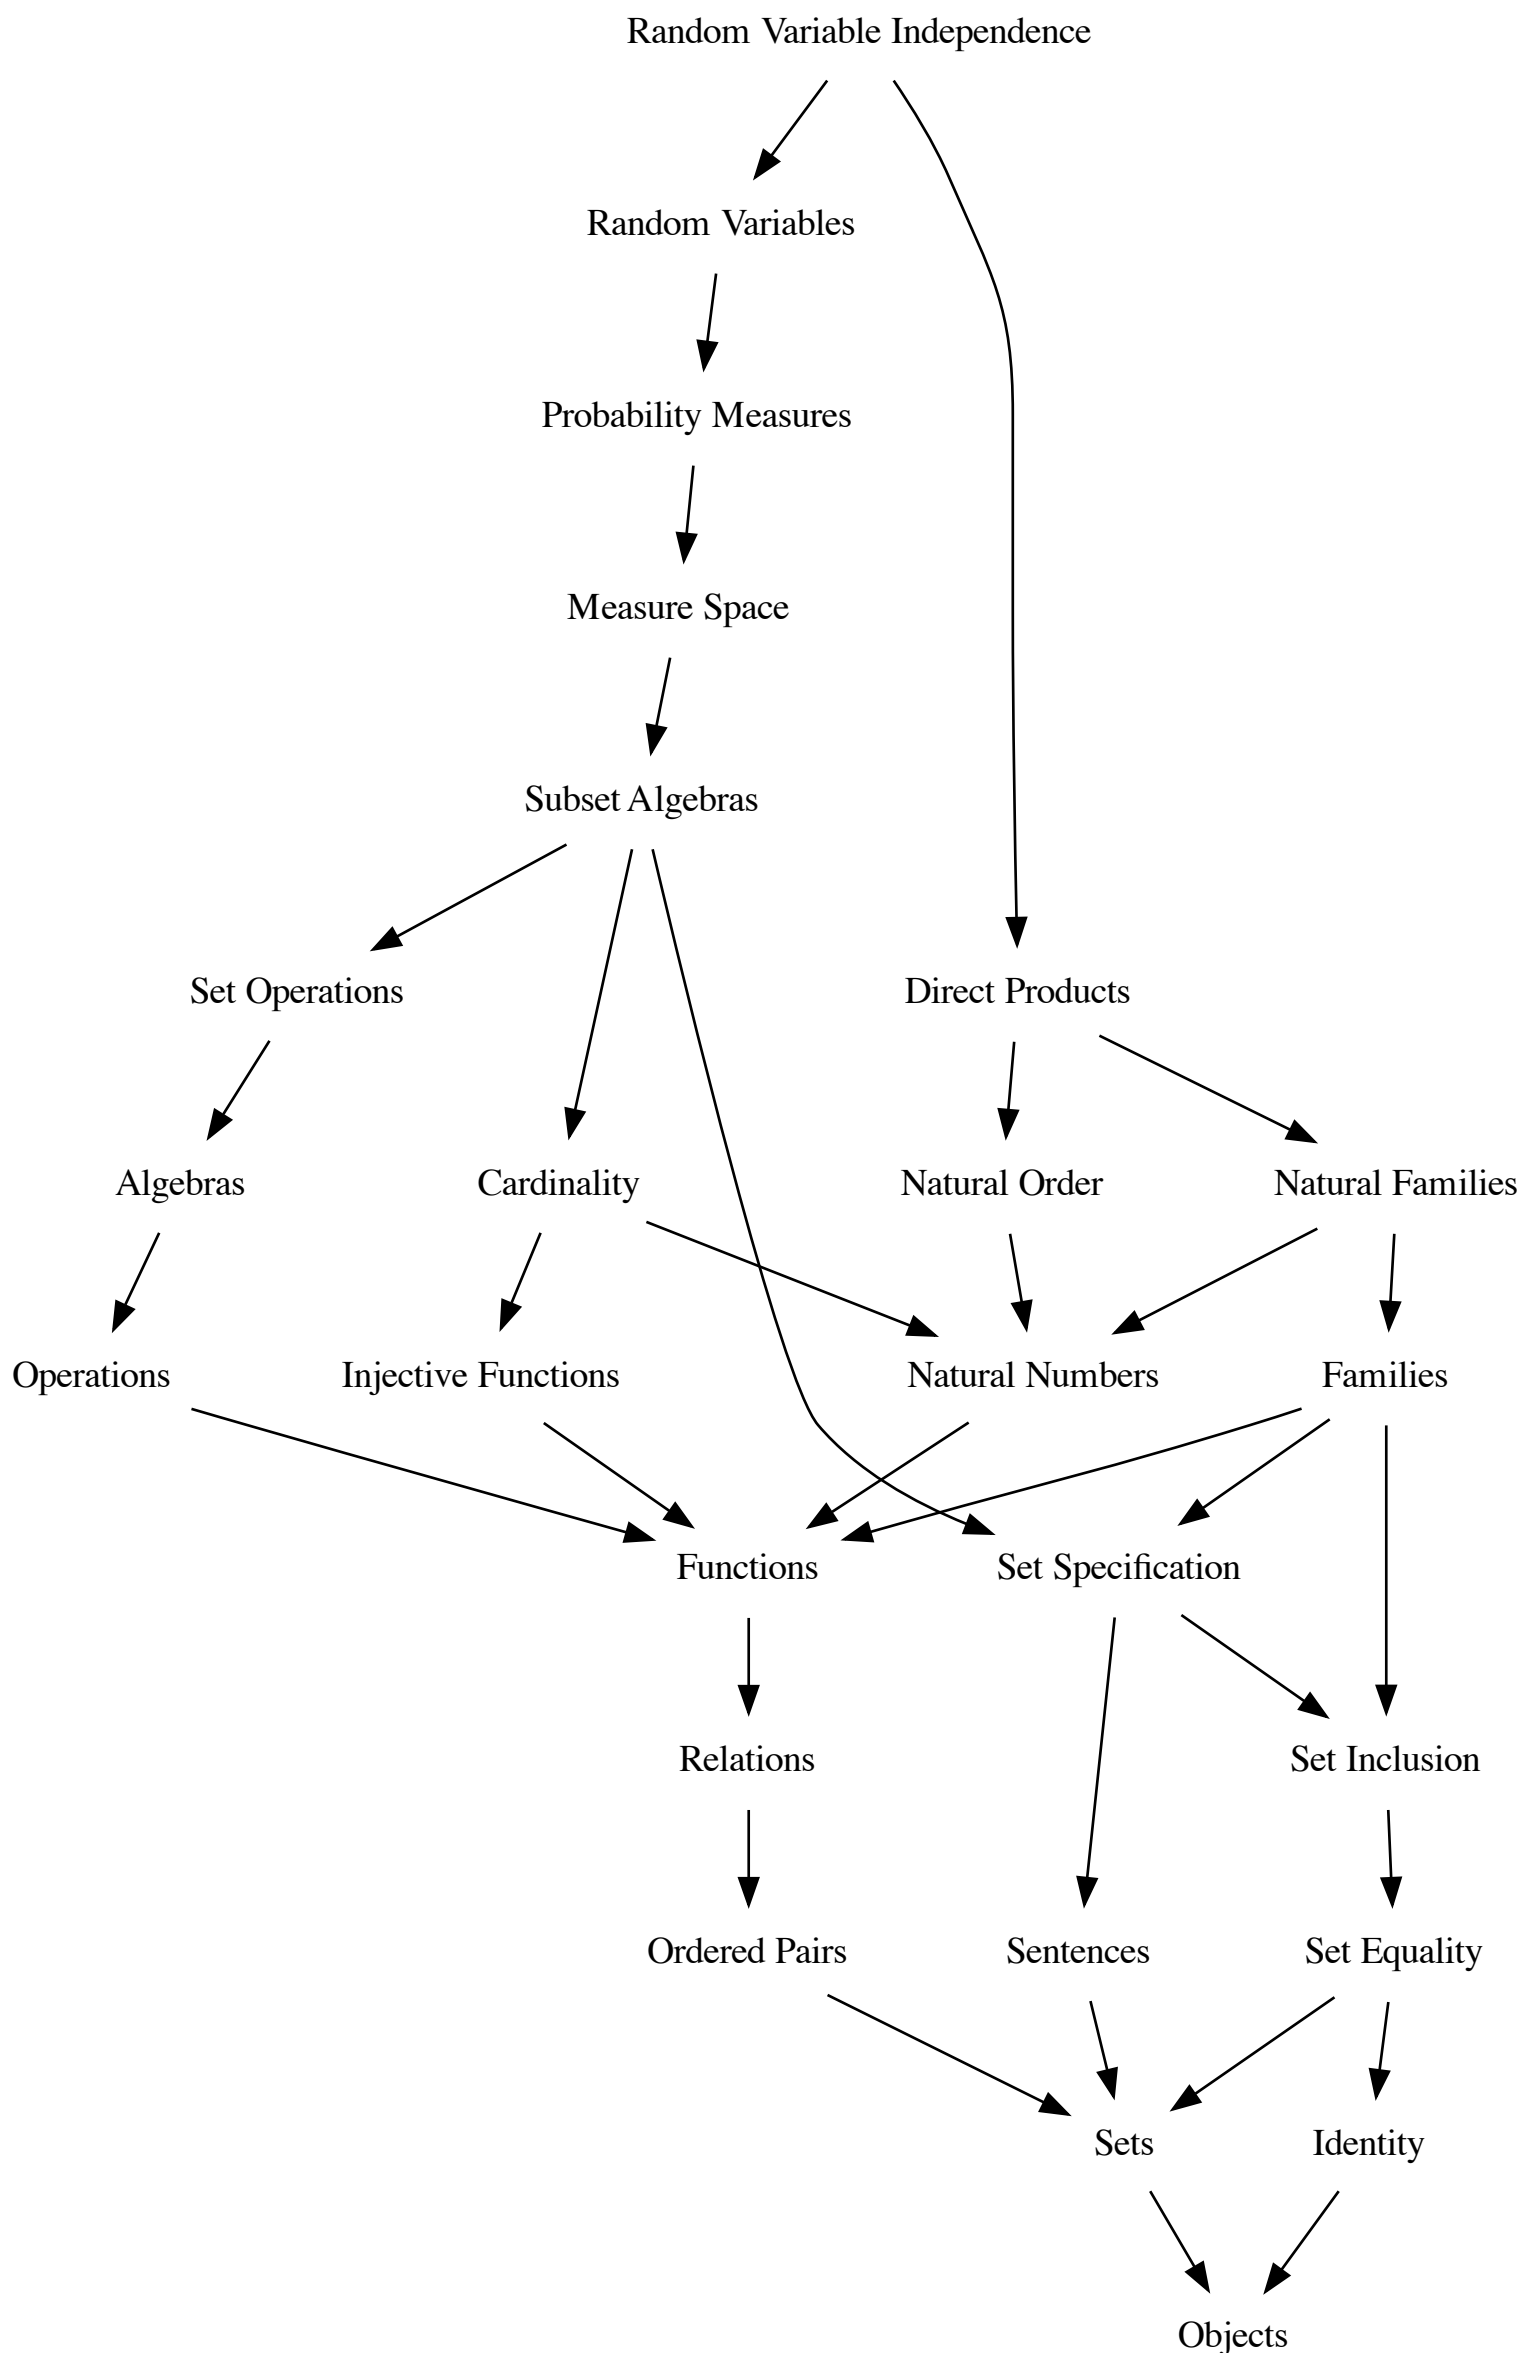 Random Variable Independence
Random Variables
Probability Measures
Measure Space
Subset Algebras
Set Operations
Direct Products
Algebras
Cardinality
Natural Order
Natural Families
Operations
Injective Functions
Natural Numbers
Families
Functions
Set Specification
Relations
Set Inclusion
Ordered Pairs
Sentences
Set Equality
Sets
Identity
Objects